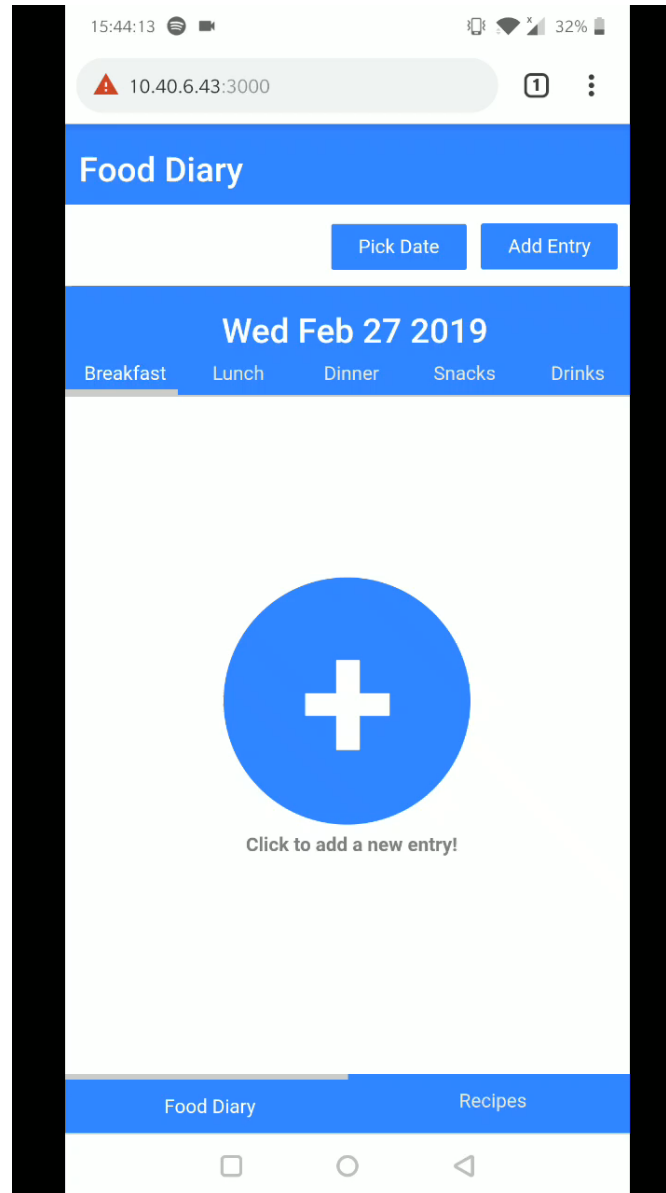 15:44:13 32%
10.40.6.43:3000 1
Food Diary
Pick Date Add Entry
Wed Feb 27 2019
Breakfast Lunch Dinner Snacks Drinks
Click to add a new entry!
Food Diary Recipes